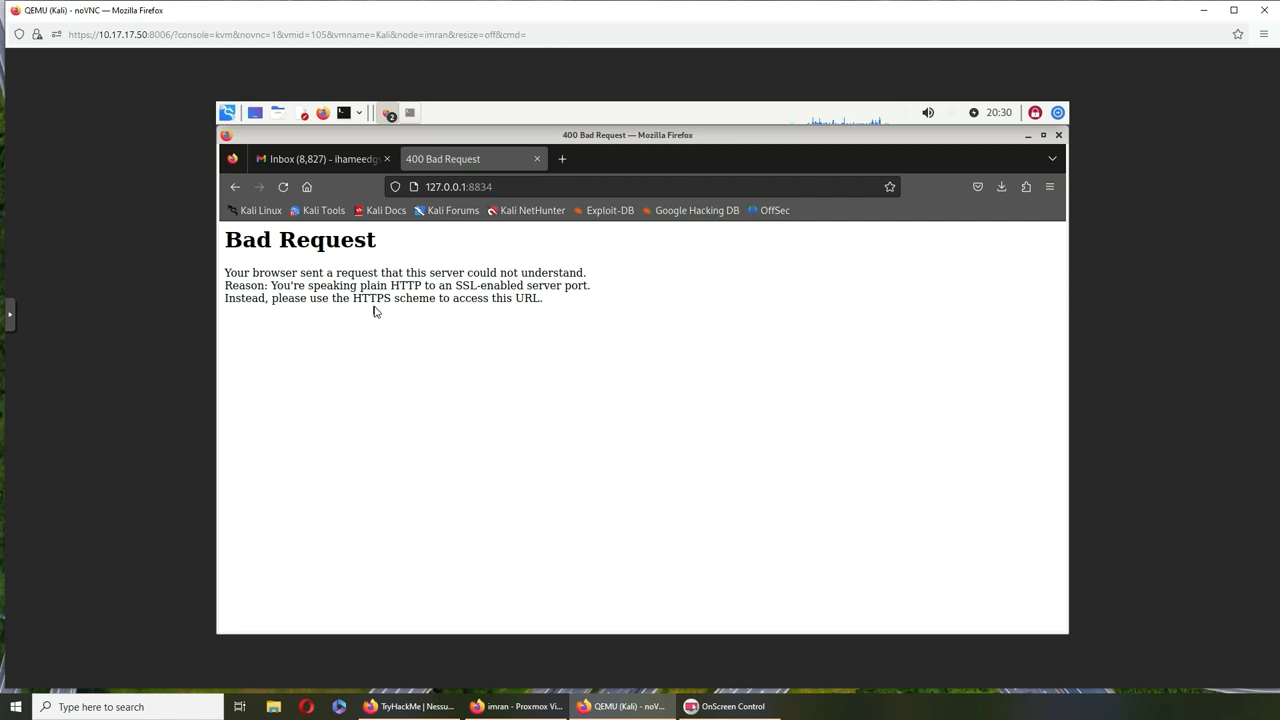 QEMU (Kali) - noVNC — Mozilla Firefox
https://10.17.17.50:8006/?console=kvm&novnc=1&vmid=105&vmname=Kali&node=imran&resize=off&cmd=
2
20:30
400 Bad Request — Mozilla Firefox
Inbox (8,827) - ihameedg
400 Bad Request
127.0.0.1:8834
Kali Linux
Kali Tools
Kali Docs
Kali Forums
Kali NetHunter
Exploit-DB
Google Hacking DB
OffSec
Bad Request
Your browser sent a request that this server could not understand.
Reason: You're speaking plain HTTP to an SSL-enabled server port.
Instead, please use the HTTPS scheme to access this URL.
Type here to search
TryHackMe | Nessu...
imran - Proxmox Vi...
QEMU (Kali) - noV...
OnScreen Control